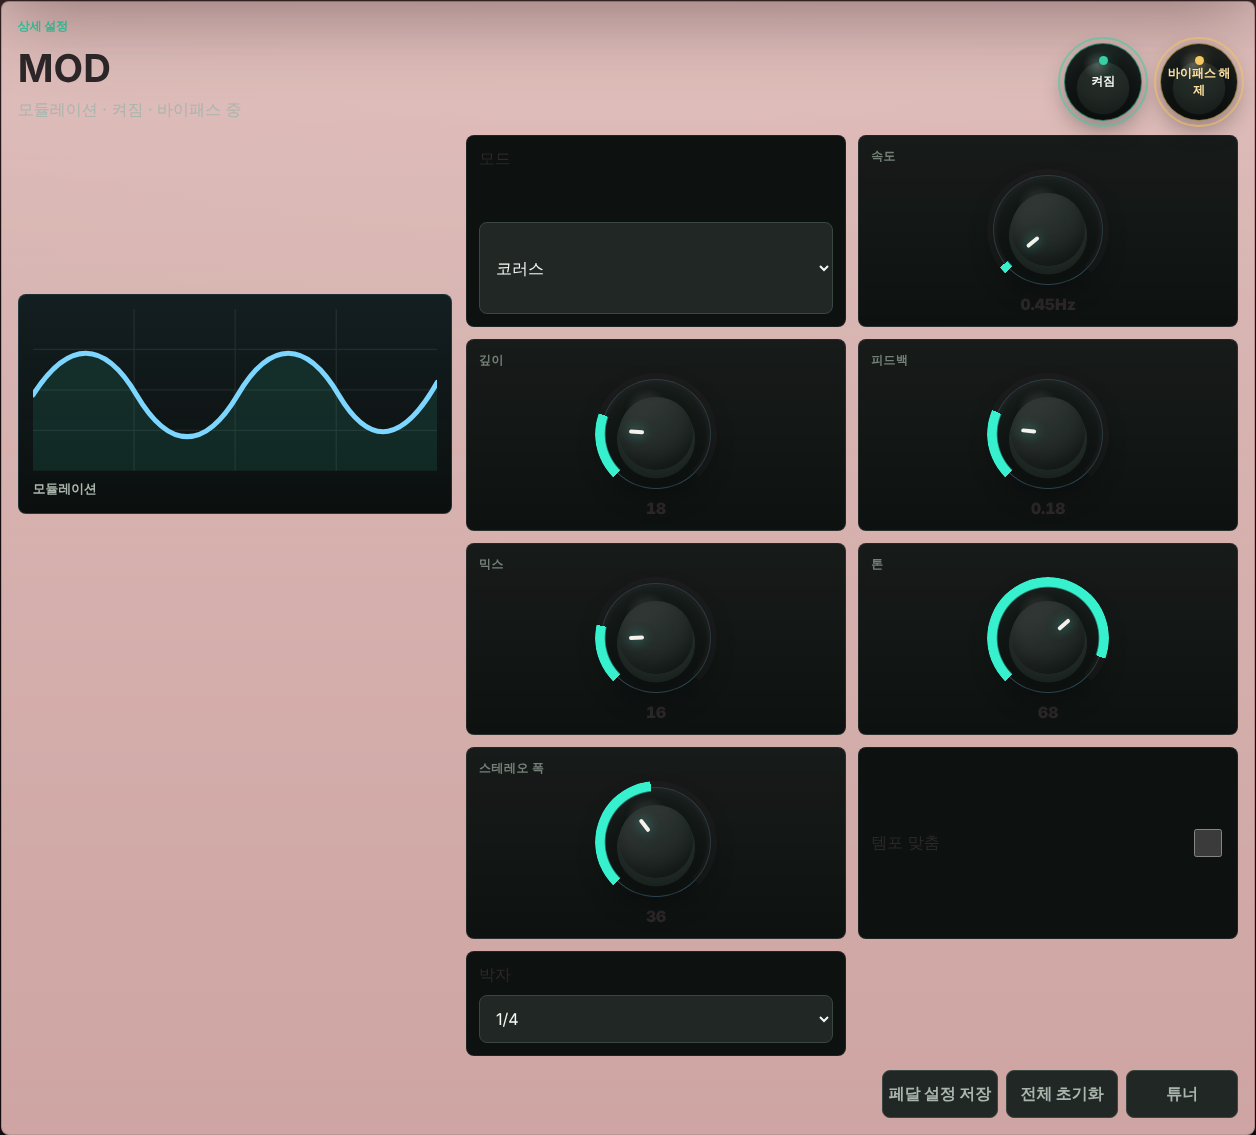 상세 설정
MOD
모듈레이션 · 켜짐 · 바이패스 중
켜짐
바이패스 해
제
모드
코러스
속도
0.45Hz
모듈레이션
깊이
18
피드백
0.18
믹스
16
톤
68
스테레오 폭
36
템포 맞춤
박자
1/4
페달 설정 저장
전체 초기화
튜너